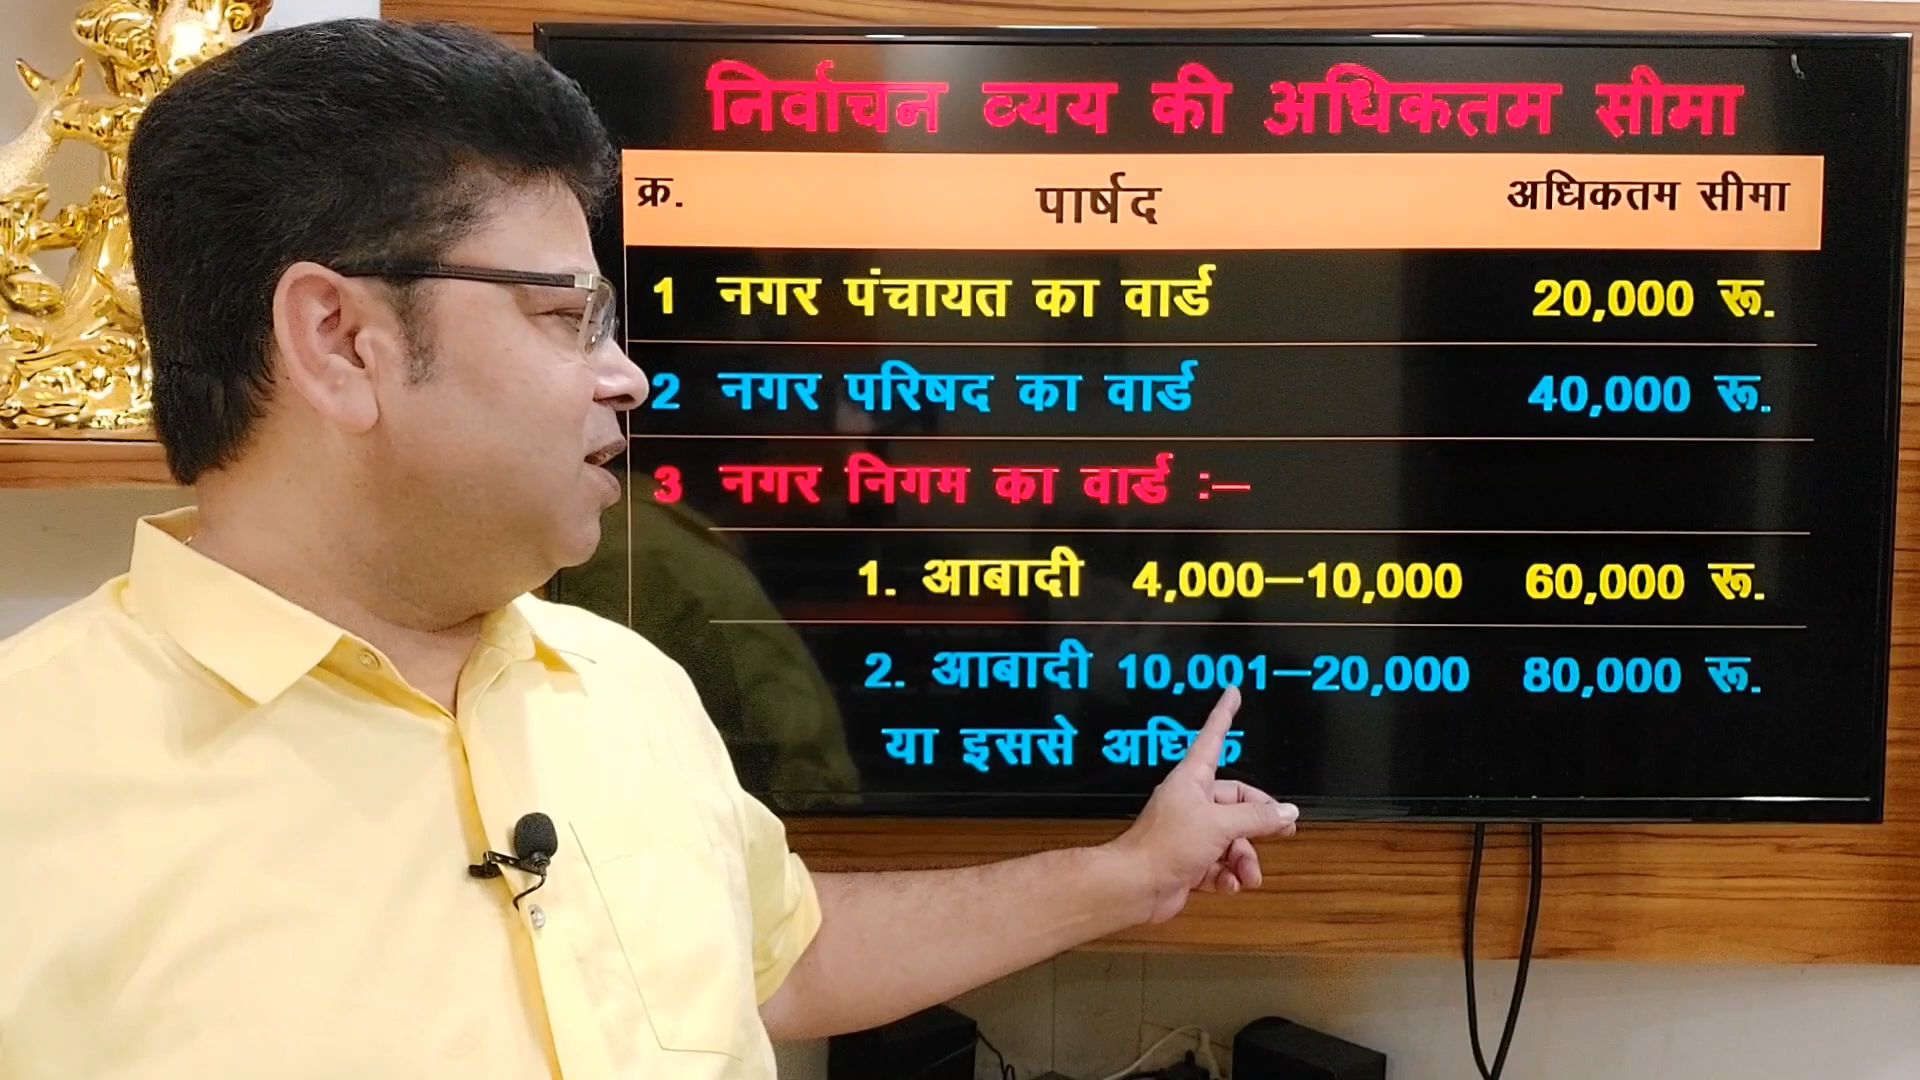 निर्वाचन व्यय की अधिकतम सीमा
क्र. पार्षद अधिकतम सीमा
1 नगर पंचायत का वार्ड 20,000 रू.
2 नगर परिषद का वार्ड 40,000 रू.
3 नगर निगम का वार्ड :—
1. आबादी 4,000—10,000 60,000 रू.
2. आबादी 10,001—20,000 80,000 रू.
या इससे अधिक